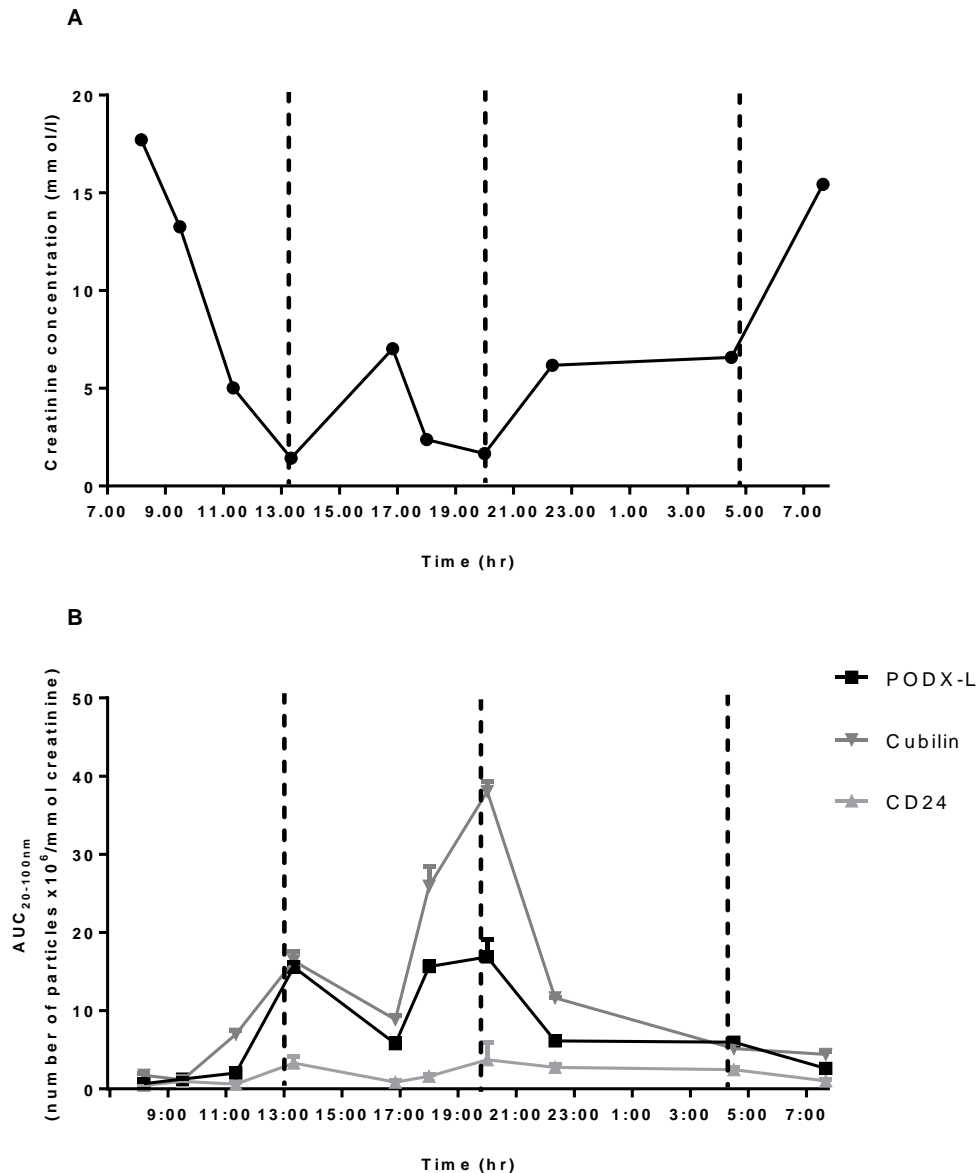 A
Creatinine concentration (mmol/l)
20
15
10
5
0
7.00 9.00 11.00 13.00 15.00 17.00 19.00 21.00 23.00 1.00 3.00 5.00 7.00
Time (hr)
B
AUC20-100nm
(number of particles x10⁶/mmol creatinine)
50
40
30
20
10
0
9:00 11:00 13:00 15:00 17:00 19:00 21:00 23:00 1:00 3:00 5:00 7:00
Time (hr)
PODX-L
Cubilin
CD24